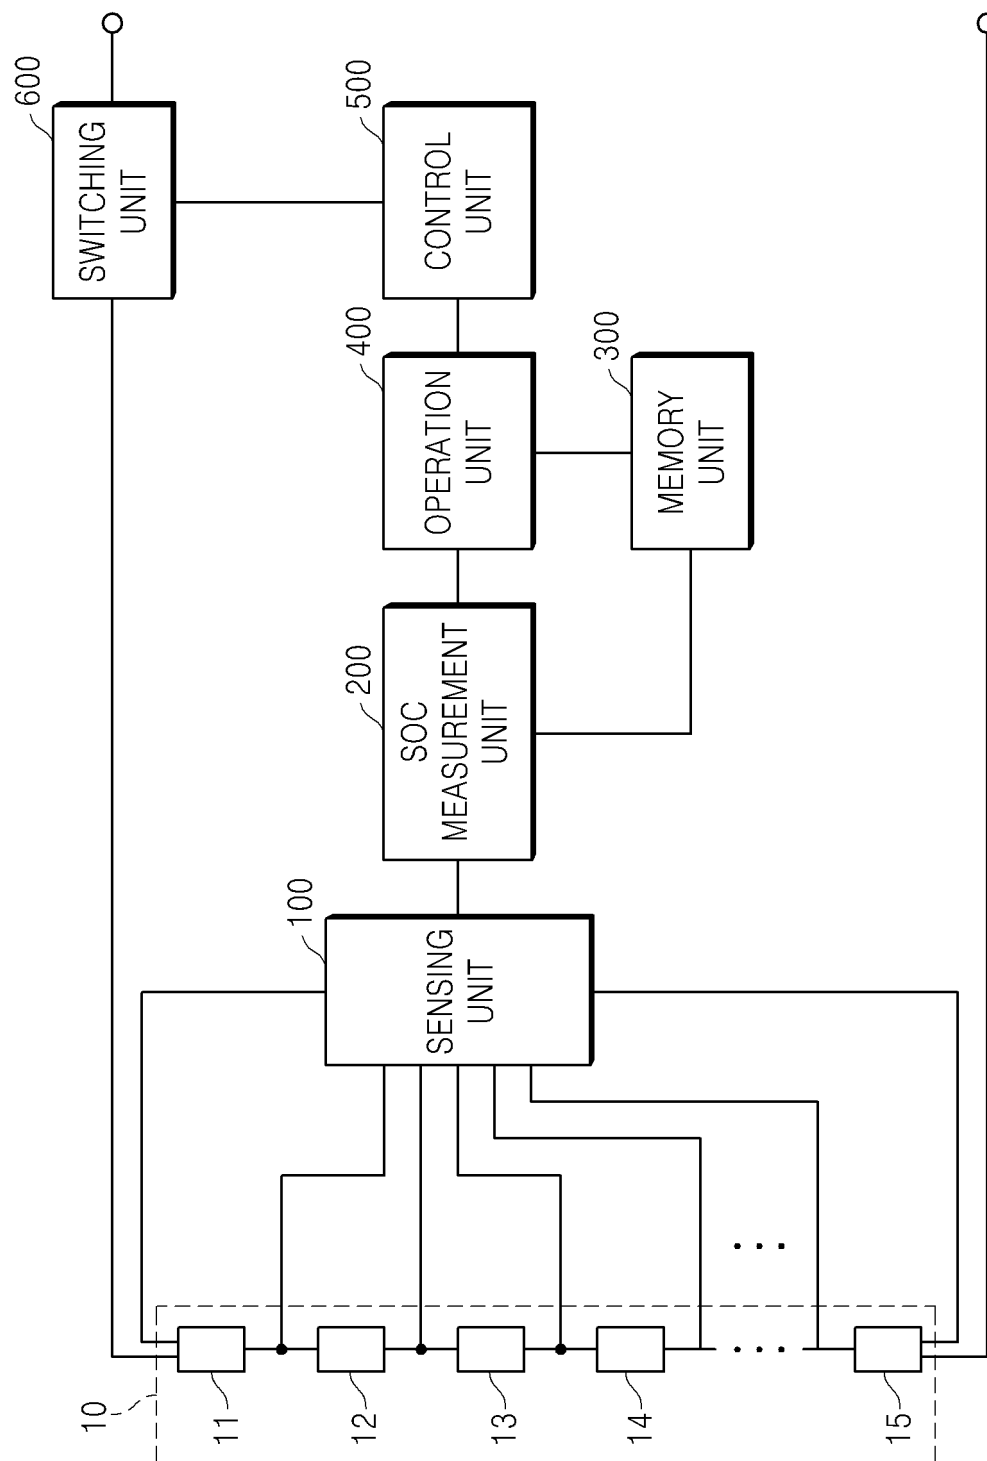 600
SWITCHING
UNIT
500
CONTROL
UNIT
400
OPERATION
UNIT
300
MEMORY
UNIT
200
SOC
MEASUREMENT
UNIT
100
SENSING
UNIT
10
11
12
13
14
15